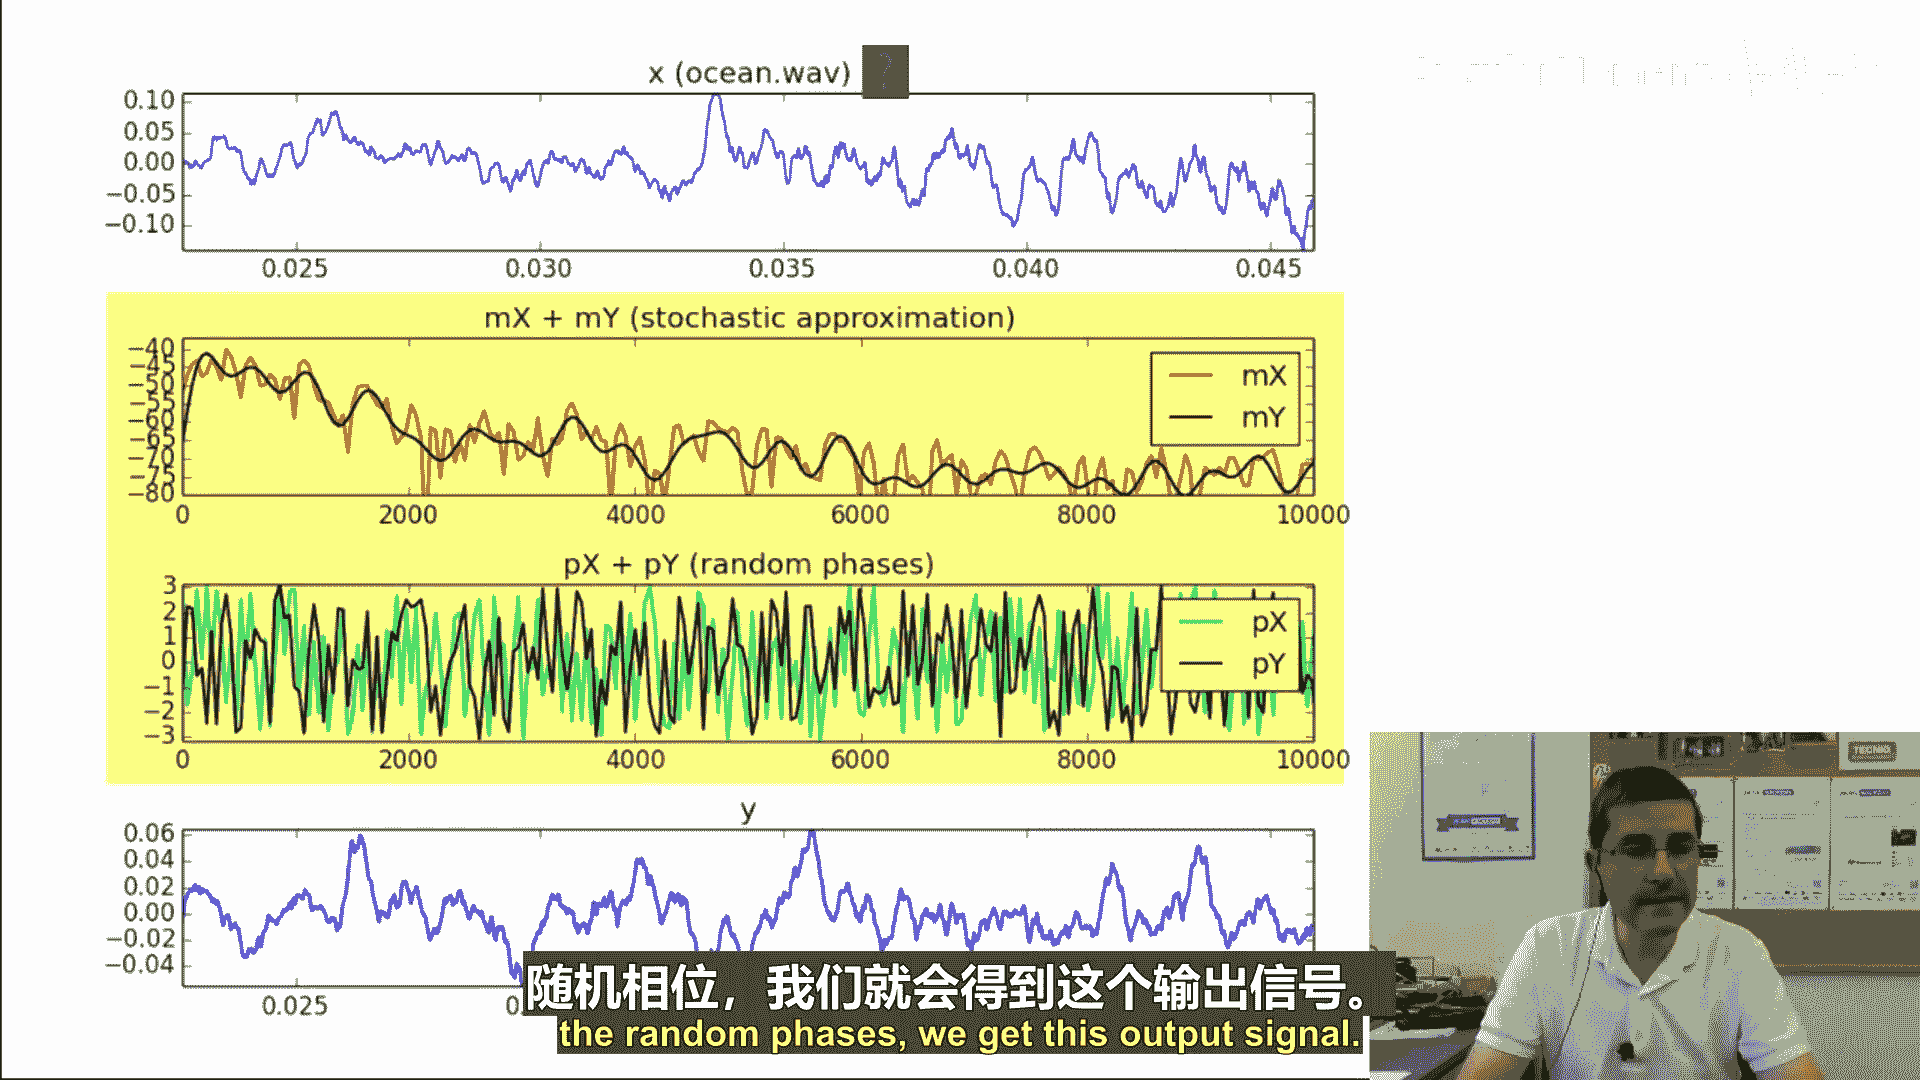 x (ocean.wav)
0.10
0.05
0.00
−0.05
−0.10
0.025 0.030 0.035 0.040 0.045
mX + mY (stochastic approximation)
−40
−45
−50
−55
−60
−65
−70
−75
−80
mX
mY
0 2000 4000 6000 8000 10000
pX + pY (random phases)
3
2
1
0
−1
−2
−3
pX
pY
0 2000 4000 6000 8000 10000
y
0.06
0.04
0.02
0.00
−0.02
−0.04
0.025
TECNIO
随机相位，我们就会得到这个输出信号。
the random phases, we get this output signal.